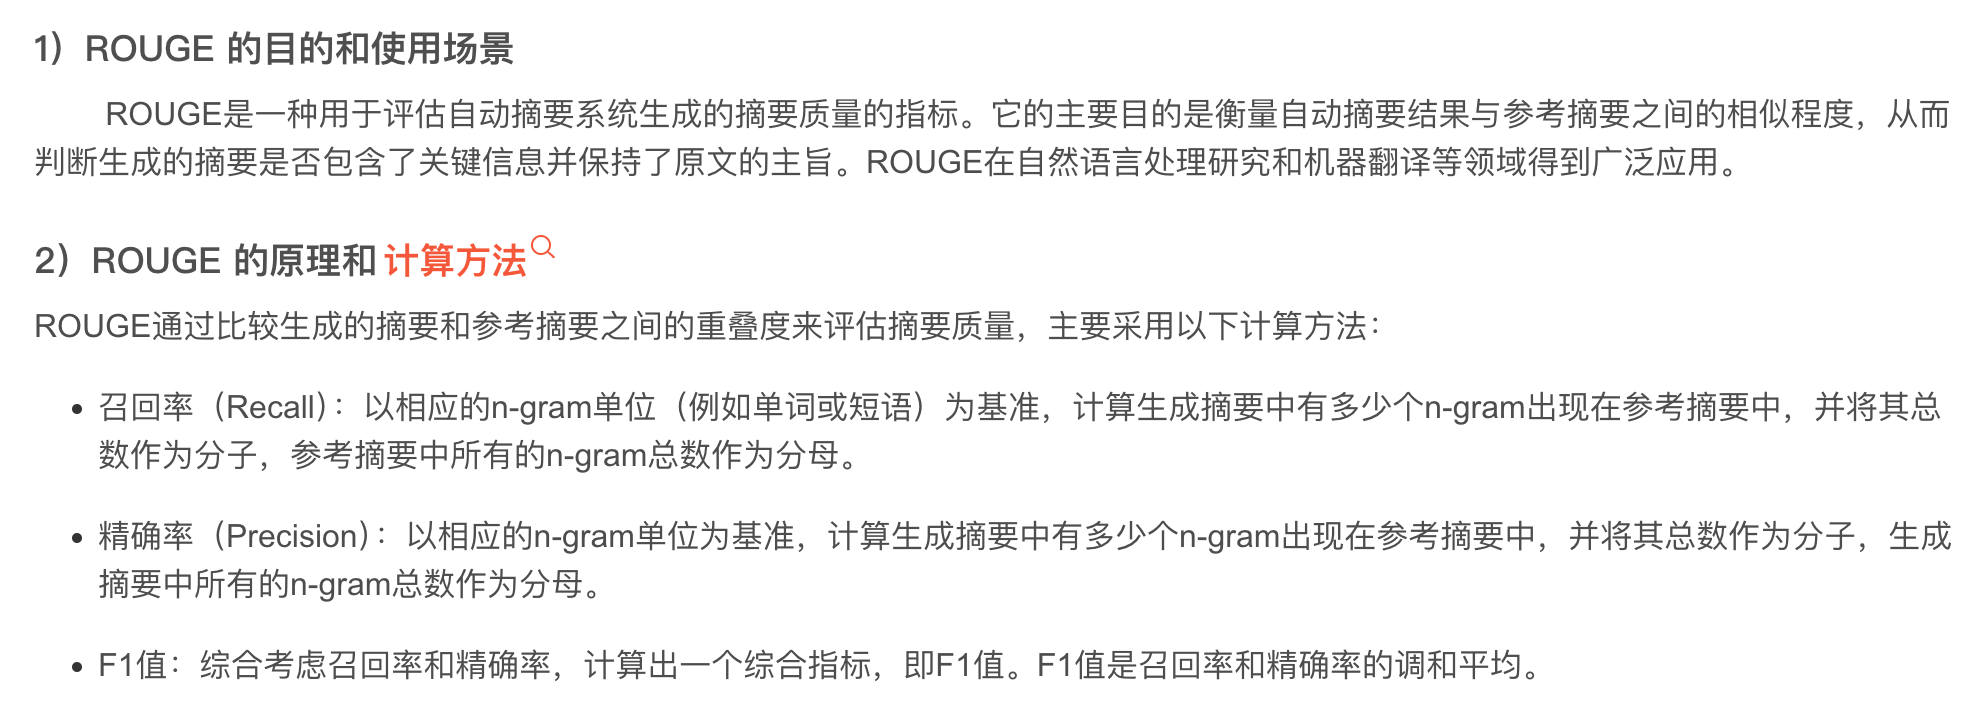 1）ROUGE 的目的和使用场景
ROUGE是一种用于评估自动摘要系统生成的摘要质量的指标。它的主要目的是衡量自动摘要结果与参考摘要之间的相似程度，从而
判断生成的摘要是否包含了关键信息并保持了原文的主旨。ROUGE在自然语言处理研究和机器翻译等领域得到广泛应用。
2）ROUGE 的原理和计算方法
ROUGE通过比较生成的摘要和参考摘要之间的重叠度来评估摘要质量，主要采用以下计算方法：
• 召回率（Recall）：以相应的n-gram单位（例如单词或短语）为基准，计算生成摘要中有多少个n-gram出现在参考摘要中，并将其总
数作为分子，参考摘要中所有的n-gram总数作为分母。
• 精确率（Precision）：以相应的n-gram单位为基准，计算生成摘要中有多少个n-gram出现在参考摘要中，并将其总数作为分子，生成
摘要中所有的n-gram总数作为分母。
• F1值：综合考虑召回率和精确率，计算出一个综合指标，即F1值。F1值是召回率和精确率的调和平均。